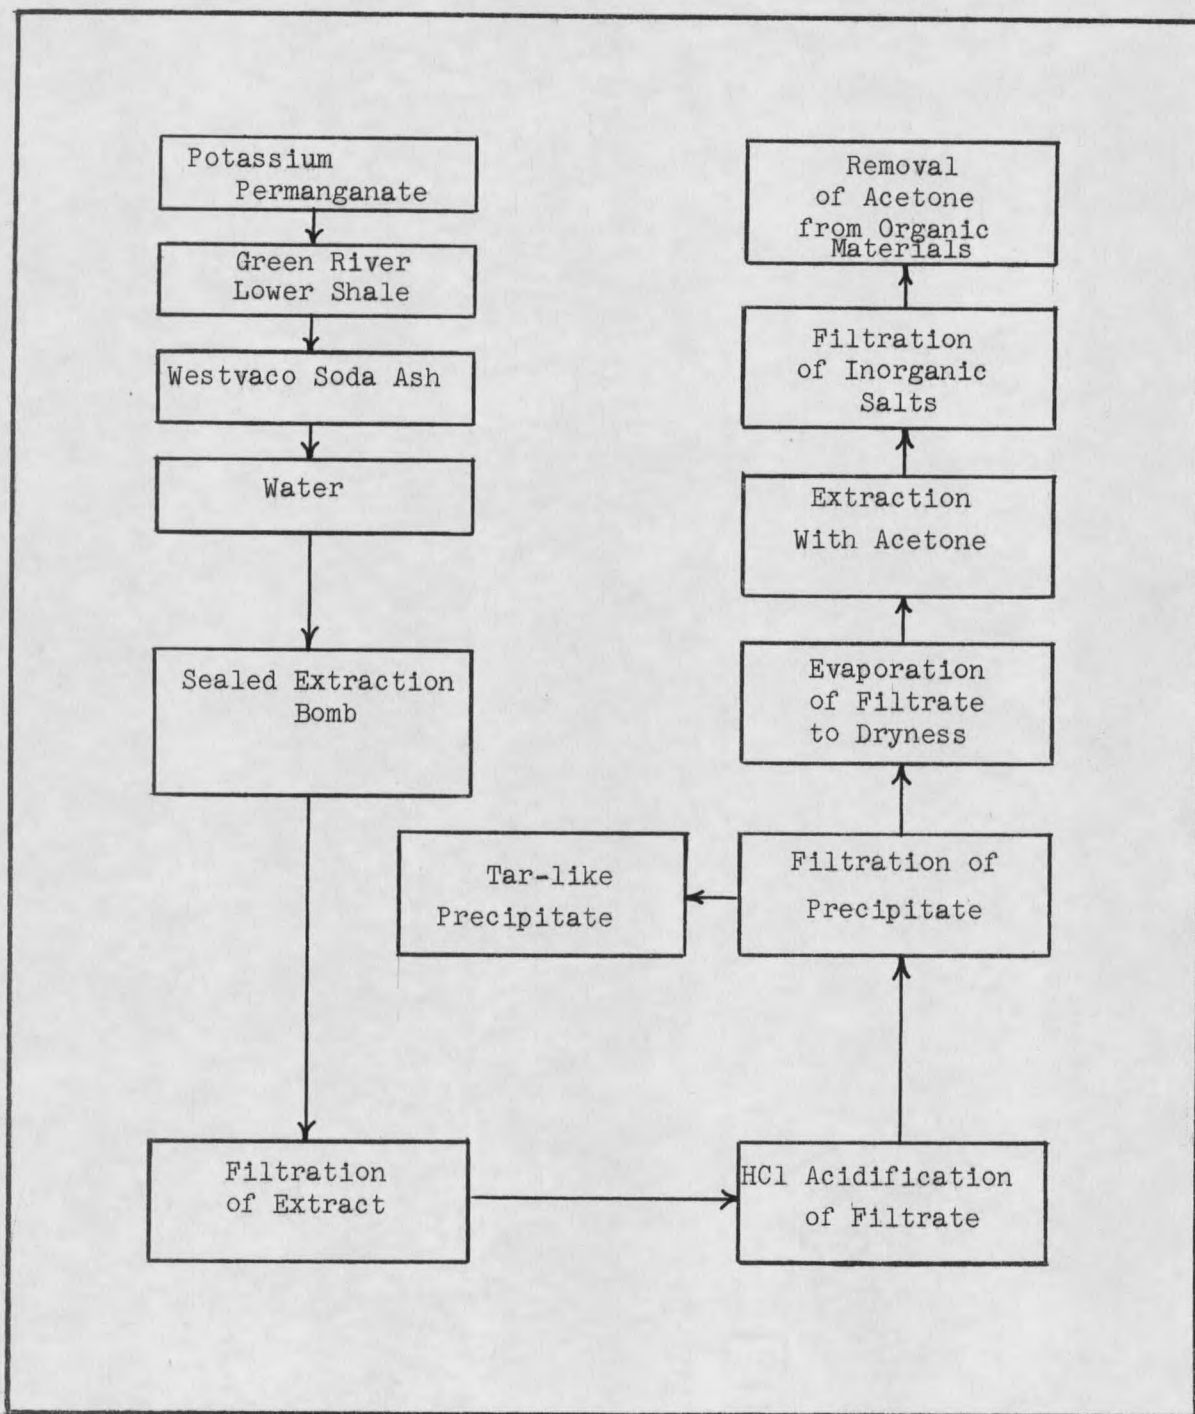 Potassium
Permanganate
Green River
Lower Shale
Westvaco Soda Ash
Water
Sealed Extraction
Bomb
Filtration
of Extract
HCl Acidification
of Filtrate
Filtration of
Precipitate
Tar-like
Precipitate
Evaporation
of Filtrate
to Dryness
Extraction
With Acetone
Filtration
of Inorganic
Salts
Removal
of Acetone
from Organic
Materials